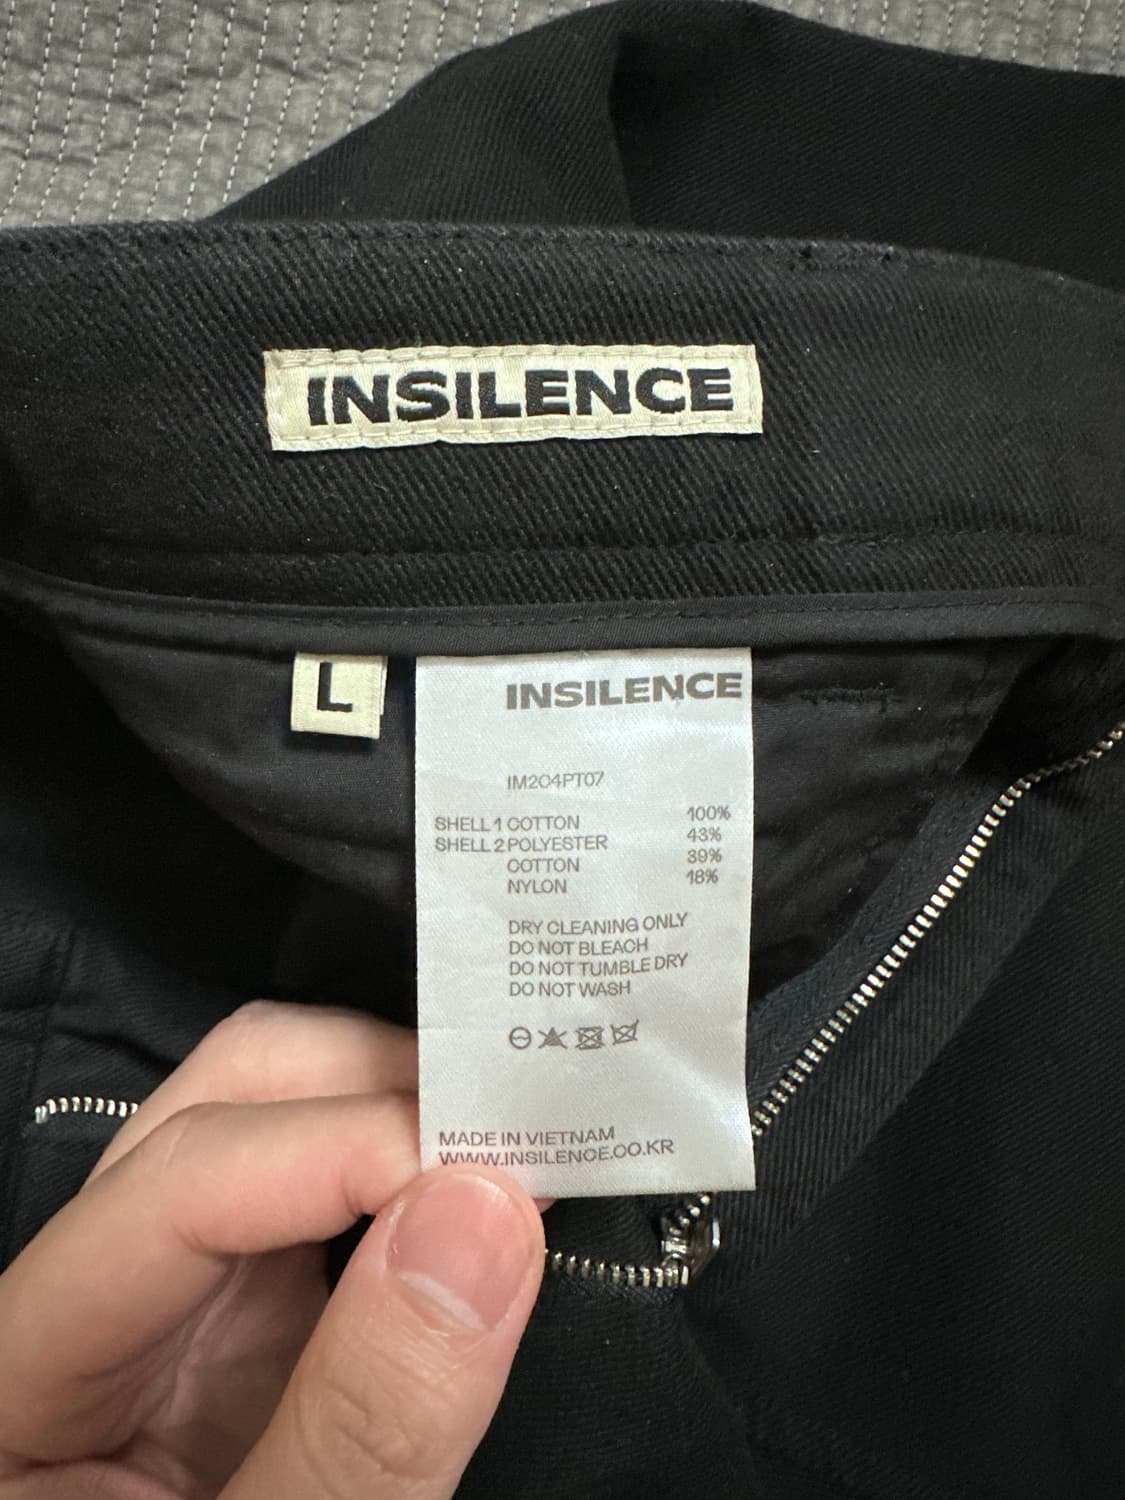 INSILENCE
L
INSILENCE
IM204PT07
SHELL 1 COTTON 100%
SHELL 2 POLYESTER 43%
COTTON 39%
NYLON 18%
DRY CLEANING ONLY
DO NOT BLEACH
DO NOT TUMBLE DRY
DO NOT WASH
MADE IN VIETNAM
WWW.INSILENCE.CO.KR